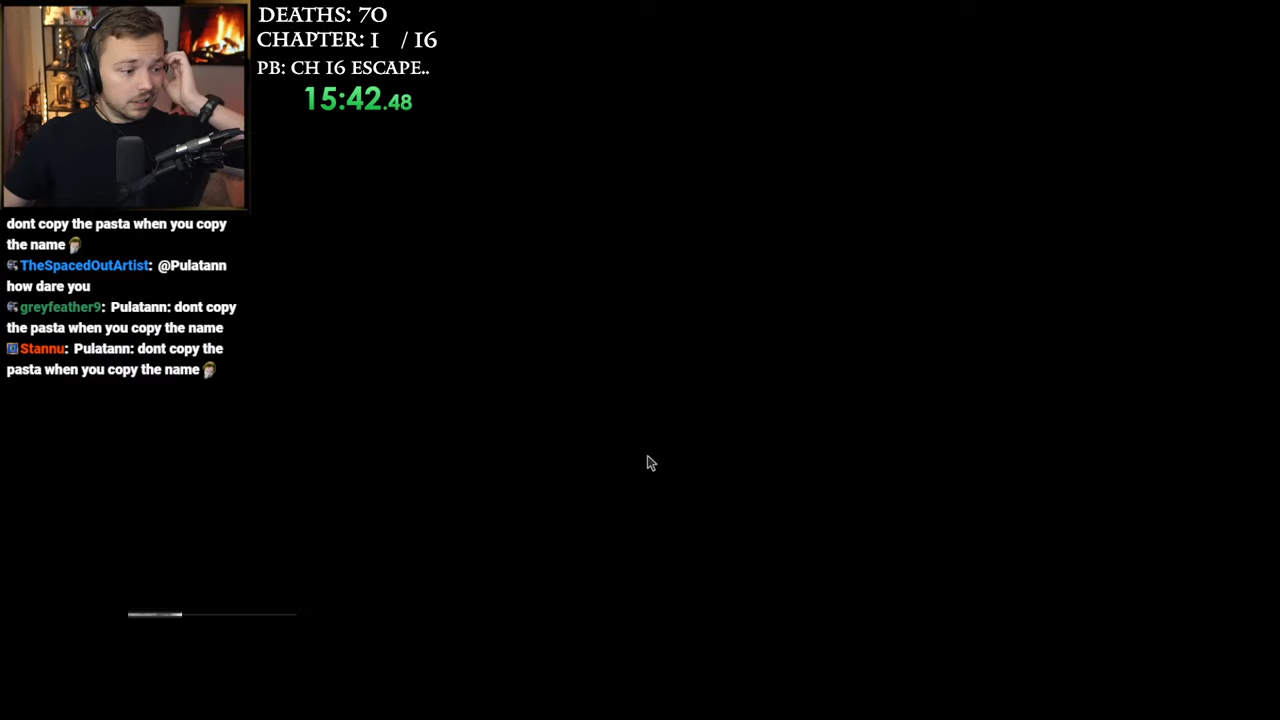 DEATHS: 70
CHAPTER: 1 / 16
PB: CH 16 ESCAPE..
15:42.48
dont copy the pasta when you copy
the name
TheSpacedOutArtist: @Pulatann
how dare you
greyfeather9: Pulatann: dont copy
the pasta when you copy the name
Stannu: Pulatann: dont copy the
pasta when you copy the name